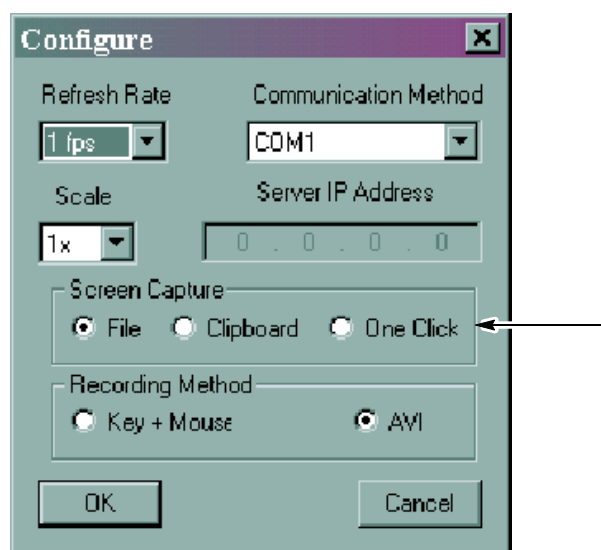 Configure
Refresh Rate
Communication Method
1 fps
COM1
Scale
Server IP Address
1x
0 . 0 . 0 . 0
Screen Capture
File
Clipboard
One Click
Recording Method
Key + Mouse
AVI
OK
Cancel